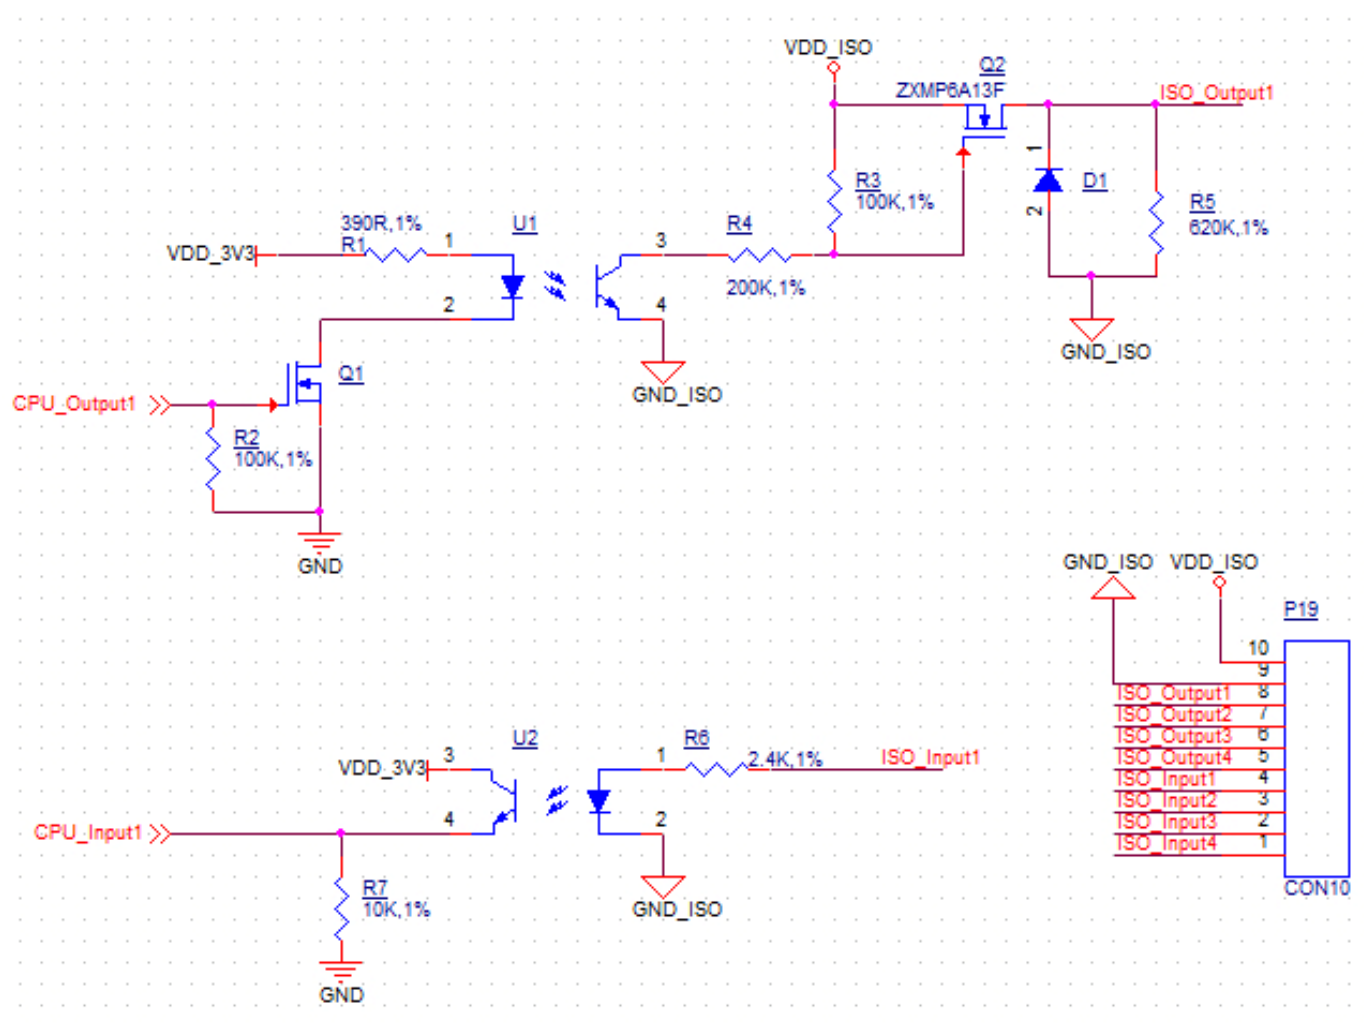 VDD_ISO
Q2
ZXMP6A13F
ISO_Output1
1
D1
2
R3
100K,1%
R5
620K,1%
390R,1%
R1
VDD_3V3
1
U1
2
3
R4
200K,1%
4
GND_ISO
GND_ISO
Q1
CPU_Output1
R2
100K,1%
GND
GND_ISO
VDD_ISO
P19
10
9
ISO_Output1 8
ISO_Output2 7
ISO_Output3 6
ISO_Output4 5
ISO_Input1 4
ISO_Input2 3
ISO_Input3 2
ISO_Input4 1
CON10
U2
VDD_3V3
3
4
1
R6
2.4K,1%
ISO_Input1
2
GND_ISO
CPU_Input1
R7
10K,1%
GND